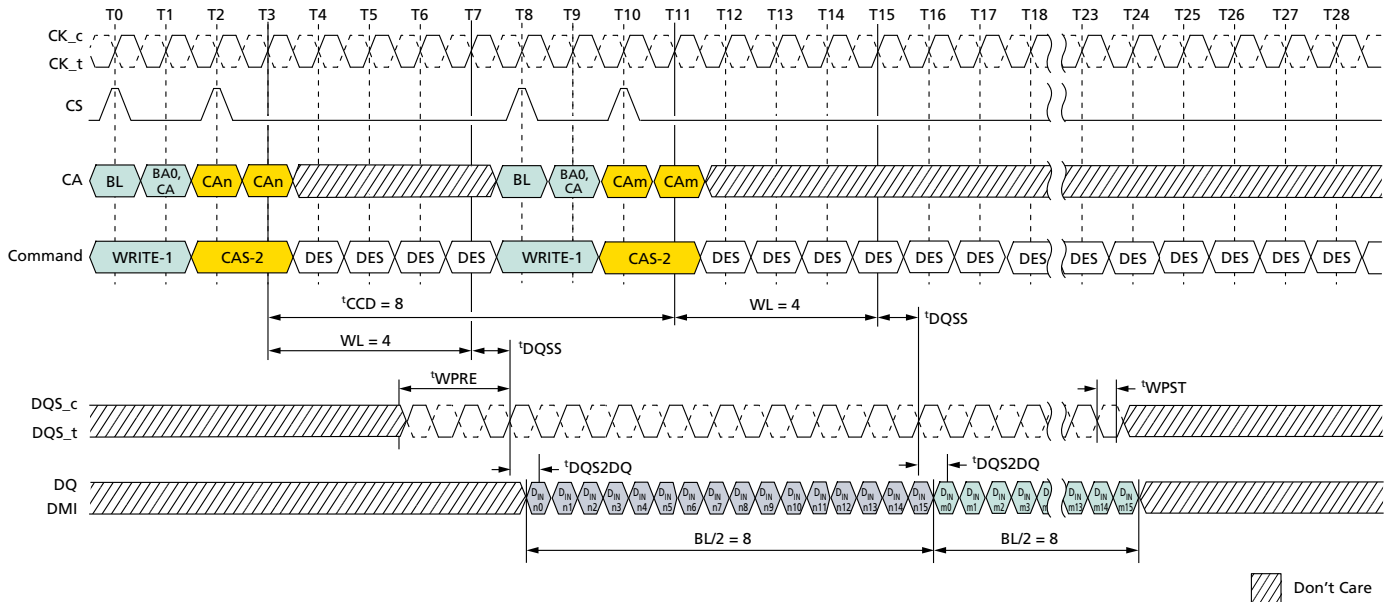 T0 T1 T2 T3 T4 T5 T6 T7 T8 T9 T10 T11 T12 T13 T14 T15 T16 T17 T18 T23 T24 T25 T26 T27 T28
CK_c
CK_t
CS
CA BL BA0, CA CAn CAn BL BA0, CA CAm CAm
Command WRITE-1 CAS-2 DES DES DES DES WRITE-1 CAS-2 DES DES DES DES DES DES DES DES DES DES DES DES DES
tCCD = 8 WL = 4 tDQSS
WL = 4 tDQSS
tWPRE tWPST
DQS_c
DQS_t
tDQS2DQ tDQS2DQ
DQ
DMI
DIN n0 DIN n1 DIN n2 DIN n3 DIN n4 DIN n5 DIN n6 DIN n7 DIN n8 DIN n9 DIN n10 DIN n11 DIN n12 DIN n13 DIN n14 DIN n15 DIN m0 DIN m1 DIN m2 DIN m3 DIN m13 DIN m14 DIN m15
BL/2 = 8 BL/2 = 8
Don't Care